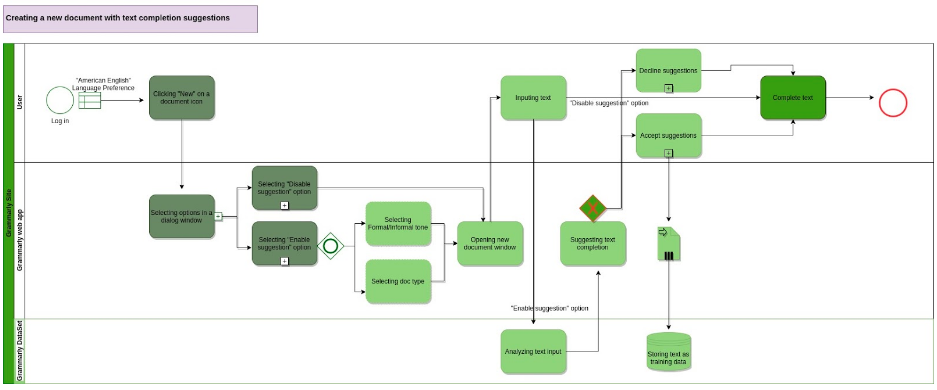 Creating a new document with text completion suggestions
Grammarly Site
User
Grammarly web app
Grammarly DataSet
"American English"
Language Preference
Log in
Clicking "New" on a
document icon
Inputing text
"Disable suggestion" option
Decline suggestions
Accept suggestions
Complete text
Selecting options in a
dialog window
Selecting "Disable
suggestion" option
Selecting "Enable
suggestion" option
Selecting
Formal/Informal tone
Selecting doc type
Opening new
document window
Suggesting text
completion
"Enable suggestion" option
Analyzing text input
Storing text as
training data